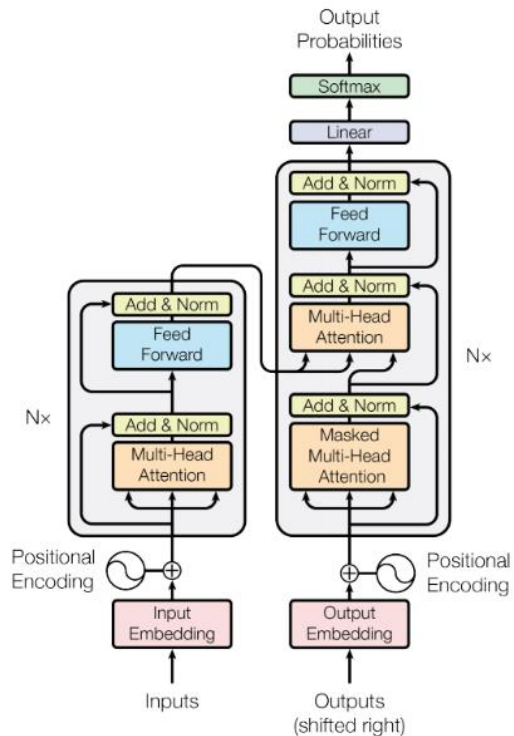 Output
Probabilities
Softmax
Linear
Add & Norm
Feed
Forward
Add & Norm
Multi-Head
Attention
Nx
Add & Norm
Masked
Multi-Head
Attention
Add & Norm
Feed
Forward
Nx
Add & Norm
Multi-Head
Attention
Positional
Encoding
Input
Embedding
Inputs
Positional
Encoding
Output
Embedding
Outputs
(shifted right)